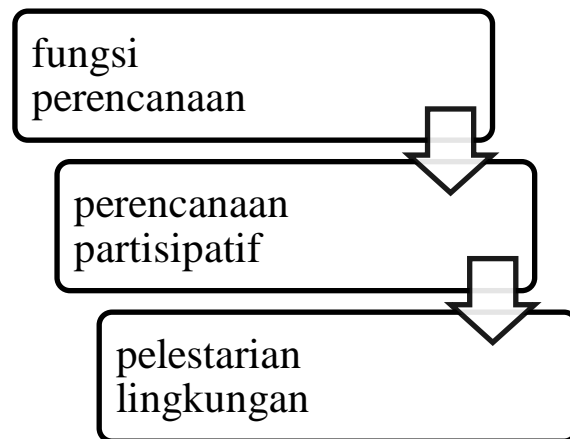 fungsi
perencanaan
perencanaan
partisipatif
pelestarian
lingkungan